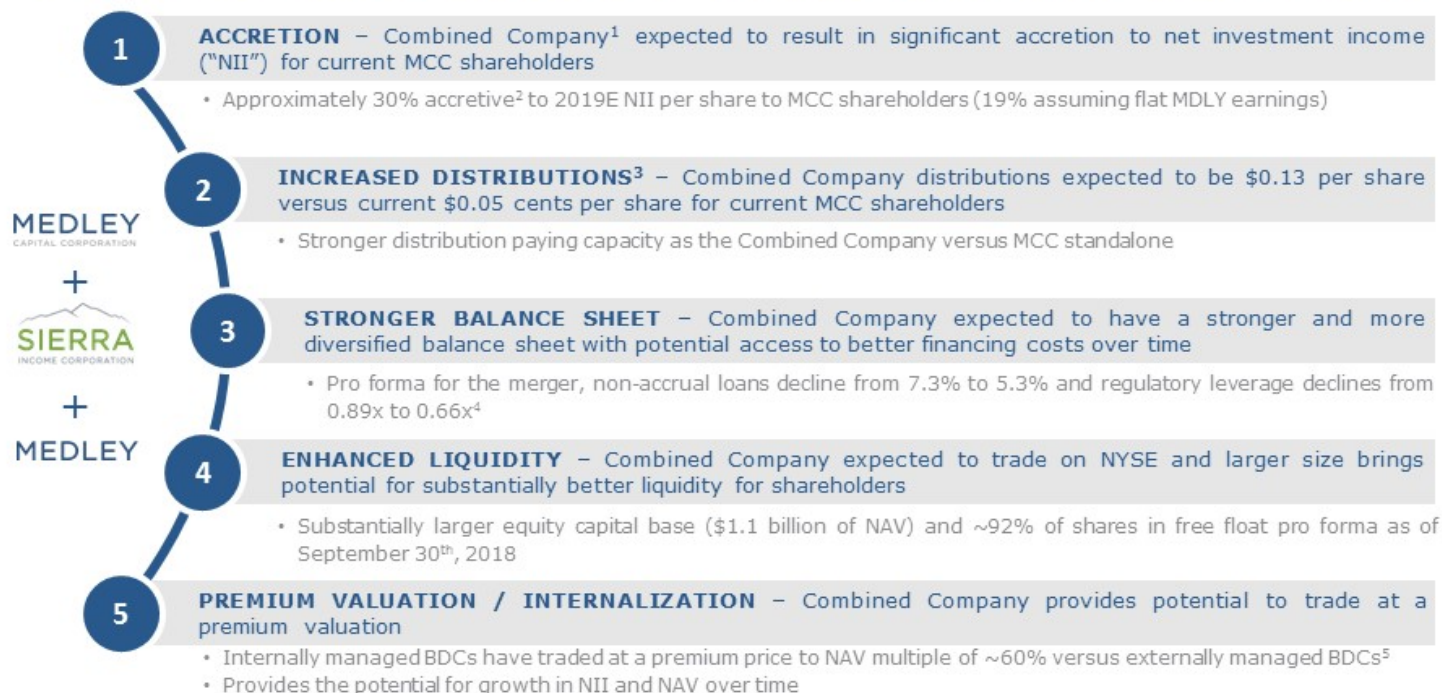 1
ACCRETION – Combined Company¹ expected to result in significant accretion to net investment income
("NII") for current MCC shareholders
• Approximately 30% accretive² to 2019E NII per share to MCC shareholders (19% assuming flat MDLY earnings)
2
INCREASED DISTRIBUTIONS³ – Combined Company distributions expected to be $0.13 per share
versus current $0.05 cents per share for current MCC shareholders
• Stronger distribution paying capacity as the Combined Company versus MCC standalone
MEDLEY
CAPITAL CORPORATION
+
SIERRA
INCOME CORPORATION
+
MEDLEY
3
STRONGER BALANCE SHEET – Combined Company expected to have a stronger and more
diversified balance sheet with potential access to better financing costs over time
• Pro forma for the merger, non-accrual loans decline from 7.3% to 5.3% and regulatory leverage declines from
0.89x to 0.66x⁴
4
ENHANCED LIQUIDITY – Combined Company expected to trade on NYSE and larger size brings
potential for substantially better liquidity for shareholders
• Substantially larger equity capital base ($1.1 billion of NAV) and ~92% of shares in free float pro forma as of
September 30th, 2018
5
PREMIUM VALUATION / INTERNALIZATION – Combined Company provides potential to trade at a
premium valuation
• Internally managed BDCs have traded at a premium price to NAV multiple of ~60% versus externally managed BDCs⁵
• Provides the potential for growth in NII and NAV over time